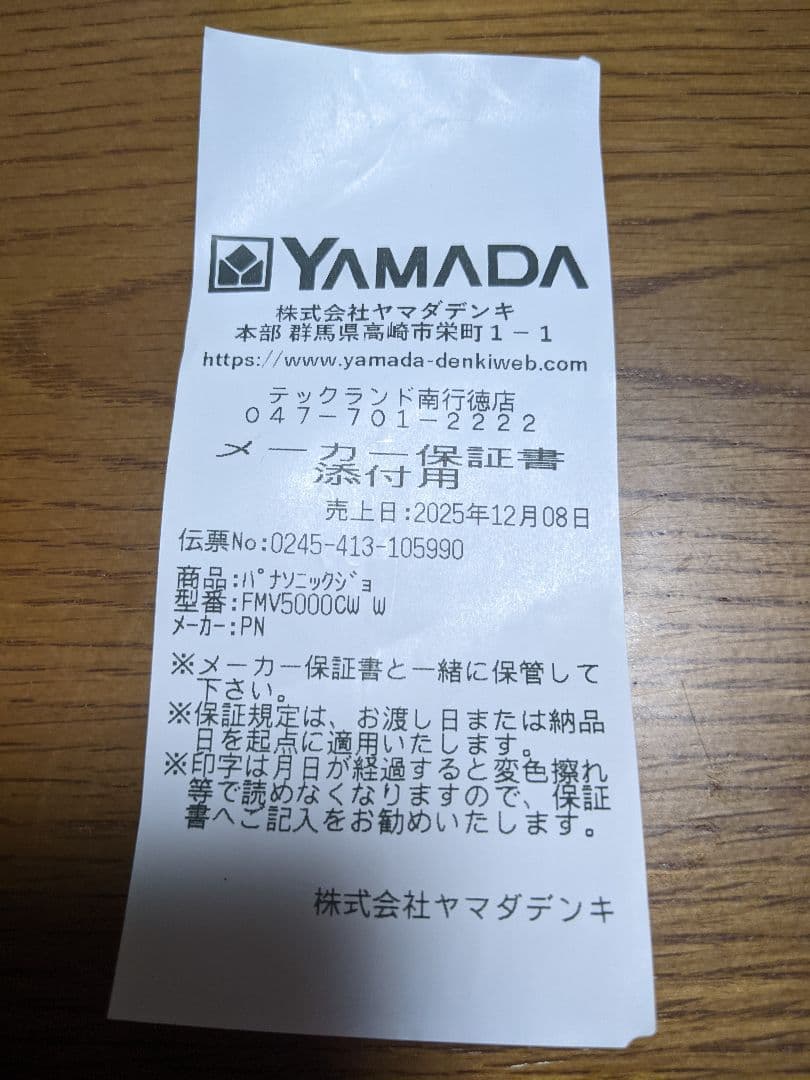 YAMADA
株式会社ヤマダデンキ
本部 群馬県高崎市栄町1-1
https://www.yamada-denkiweb.com
テックランド南行徳店
047-701-2222
メーカー保証書
添付用
売上日:2025年12月08日
伝票No:0245-413-105990
商品:ﾊﾟﾅｿﾆｯｸｼﾞｮ
型番:FMV5000CW W
ﾒｰｶｰ:PN
※メーカー保証書と一緒に保管して
下さい。
※保証規定は、お渡し日または納品
日を起点に適用いたします。
※印字は月日が経過すると変色擦れ
等で読めなくなりますので、保証
書へご記入をお勧めいたします。
株式会社ヤマダデンキ